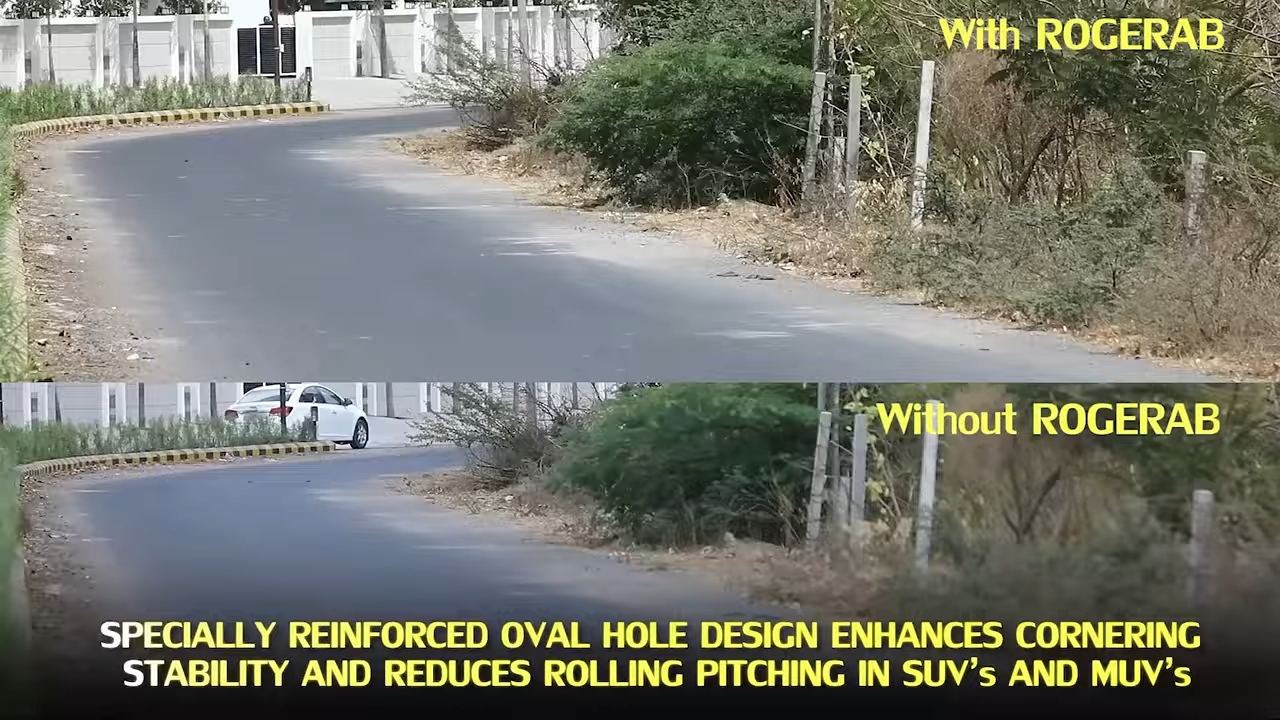 With ROGERAB
Without ROGERAB
SPECIALLY REINFORCED OVAL HOLE DESIGN ENHANCES CORNERING
STABILITY AND REDUCES ROLLING PITCHING IN SUV's AND MUV's